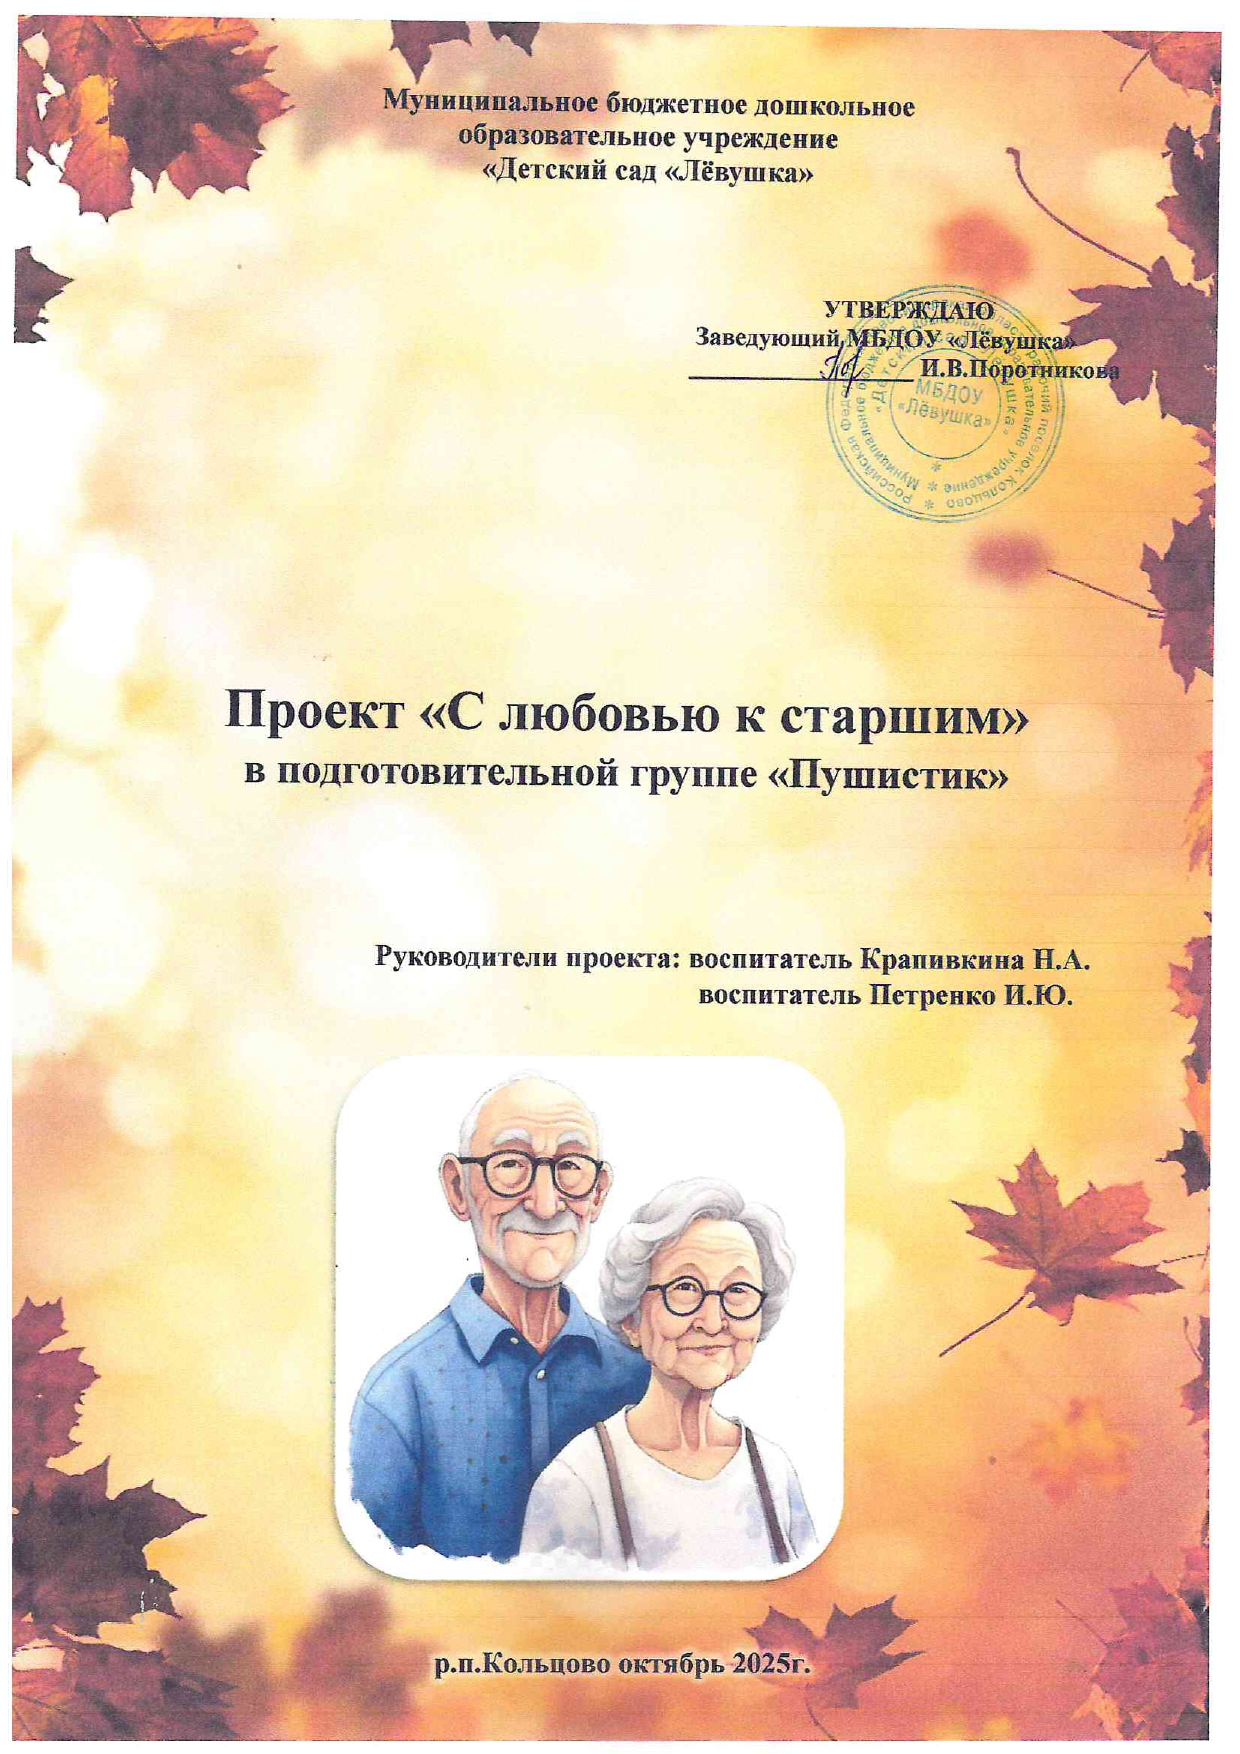 Муниципальное бюджетное дошкольное
образовательное учреждение
«Детский сад «Лёвушка»
УТВЕРЖДАЮ
Заведующий МБДОУ «Лёвушка»
И.В.Поротникова
МБДОУ
«Лёвушка»
Проект «С любовью к старшим»
в подготовительной группе «Пушистик»
Руководители проекта: воспитатель Крапивкина Н.А.
воспитатель Петренко И.Ю.
р.п.Кольцово октябрь 2025г.